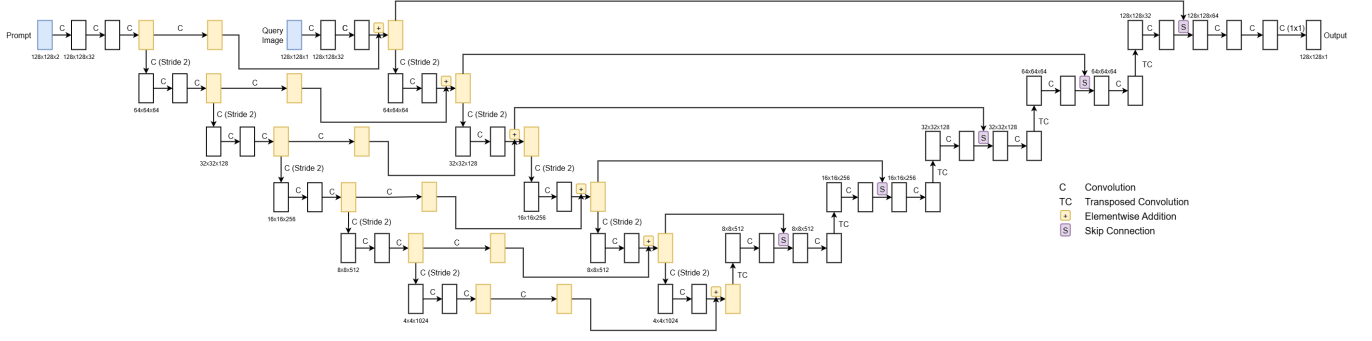 128x128x32
128x128x64
C
C
C
C
C
Query
C
C
C
S
C
C
C
C (1x1)
Prompt
Image
+
Output
128x128x2
128x128x32
128x128x1
128x128x32
128x128x1
C (Stride 2)
C (Stride 2)
64x64x64
64x64x64
TC
C
C
C
C
C
+
C
S
C
64x64x64
64x64x64
C (Stride 2)
C (Stride 2)
32x32x128
32x32x128
TC
C
C
C
C
C
+
C
S
C
32x32x128
32x32x128
C (Stride 2)
C (Stride 2)
16x16x256
16x16x256
TC
C
C
C
C
C
+
C
S
C
16x16x256
16x16x256
C (Stride 2)
C (Stride 2)
8x8x512
8x8x512
TC
C
C
C
C
C
+
C
S
C
8x8x512
8x8x512
C (Stride 2)
C (Stride 2)
TC
C
C
C
C
C
+
4x4x1024
4x4x1024
C Convolution
TC Transposed Convolution
+ Elementwise Addition
S Skip Connection